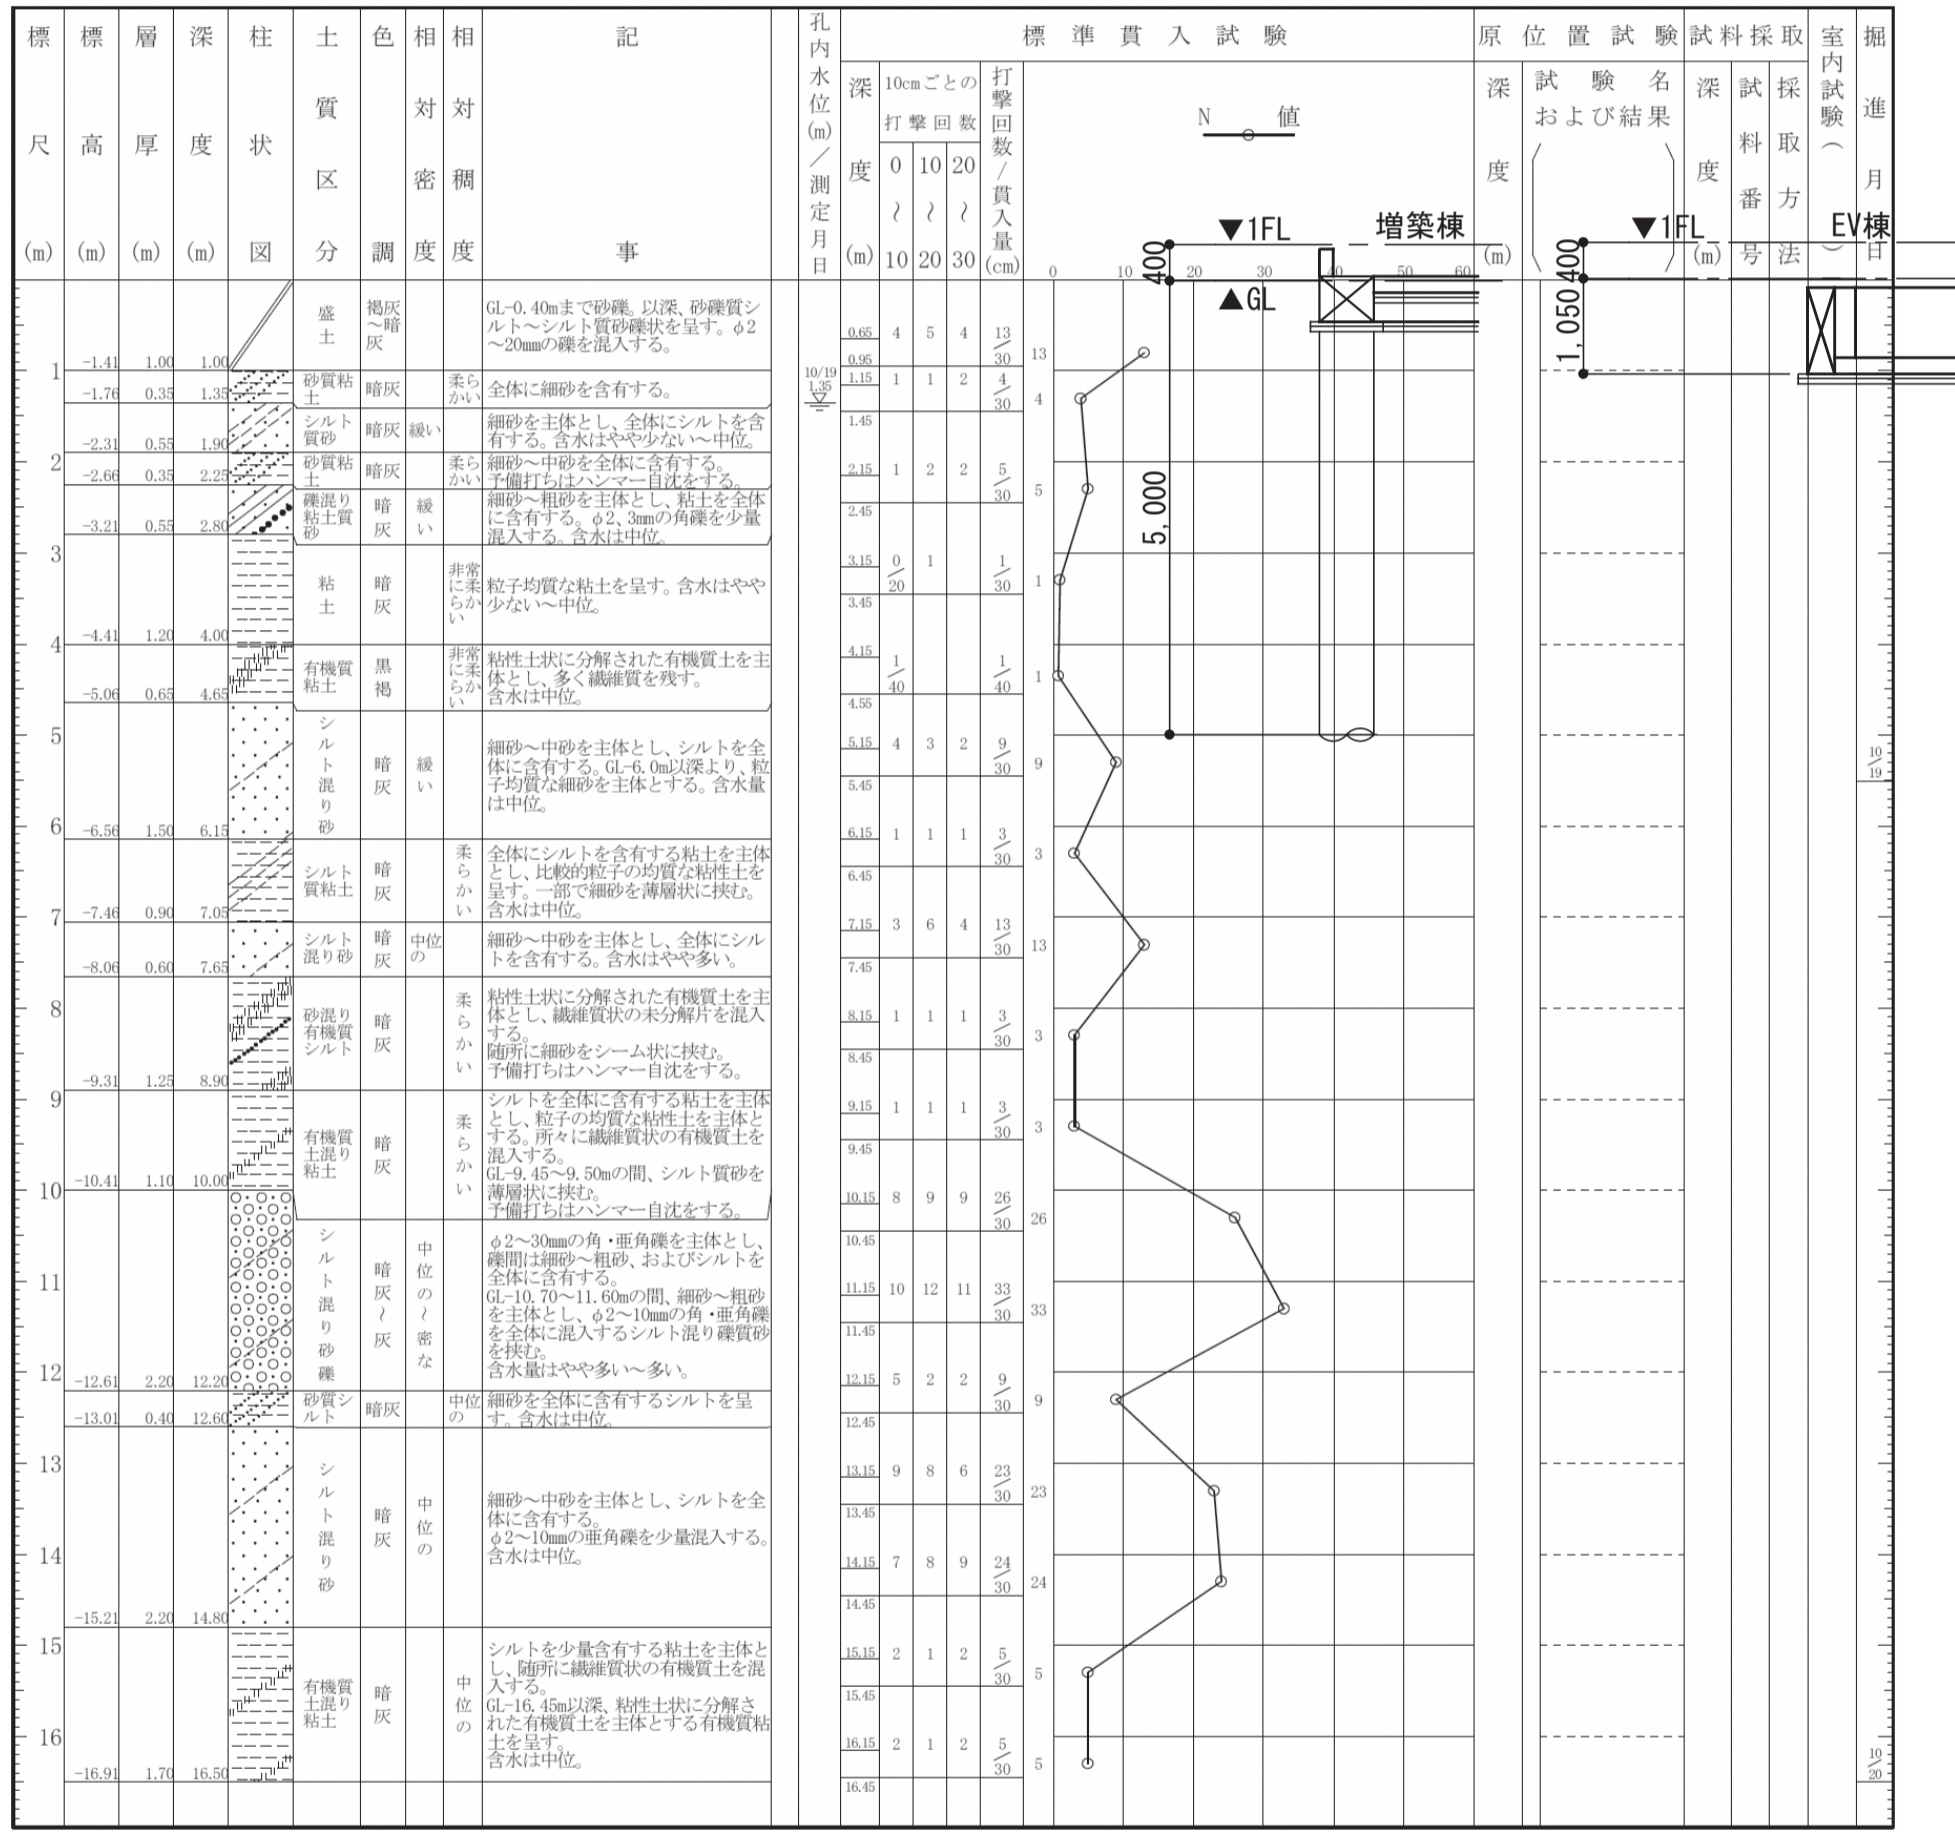 標尺(m)
標高(m)
層厚(m)
深度(m)
柱状図
土質区分
色調
相対密度
相対稠度
記事
孔内水位(m)/測定月日
標準貫入試験
深度(m)
10cmごとの
打撃回数
0 10 20
~ ~ ~
10 20 30
打撃回数/貫入量(cm)
N 値
0 10 20 30 40 50 60
原位置試験
深度(m)
試験名
および結果
試料採取
深度(m)
試料番号
採取方法
室内試験()
掘進月日
▼1FL 増築棟
400
▲GL
5,000
▼1FL EV棟
400
1,050
-1.41 1.00 1.00
盛土
褐灰~暗灰
GL-0.40mまで砂礫。以深、砂礫質シ
ルト~シルト質砂礫状を呈す。φ2
~20mmの礫を混入する。
0.65 4 5 4 13/30 13
0.95
1
-1.76 0.35 1.35
砂質粘土
暗灰
柔らかい
全体に細砂を含有する。
10/19
1.35
1.15 1 1 2 4/30 4
1.45
-2.31 0.55 1.90
シルト質砂
暗灰
緩い
細砂を主体とし、全体にシルトを含
有する。含水はやや少ない~中位。
2
-2.66 0.35 2.25
砂質粘土
暗灰
柔らかい
細砂~中砂を全体に含有する。
予備打ちはハンマー自沈をする。
2.15 1 2 2 5/30 5
2.45
-3.21 0.55 2.80
礫混り粘土質砂
暗灰
緩い
細砂~粗砂を主体とし、粘土を全体
に含有する。φ2、3mmの角礫を少量
混入する。含水は中位。
3
-4.41 1.20 4.00
粘土
暗灰
非常に柔らかい
粒子均質な粘土を呈す。含水はやや
少ない~中位。
3.15 0/20 1 1/30 1
3.45
4
-5.06 0.65 4.65
有機質粘土
黒褐
非常に柔らかい
粘性土状に分解された有機質土を主
体とし、多く繊維質を残す。
含水は中位。
4.15 1/40 1/40 1
4.55
5
-6.56 1.50 6.15
シルト混り砂
暗灰
緩い
細砂~中砂を主体とし、シルトを全
体に含有する。GL-6.0m以深より、粒
子均質な細砂を主体とする。含水量
は中位。
5.15 4 3 2 9/30 9
5.45
10/19
6
6.15 1 1 1 3/30 3
6.45
-7.46 0.90 7.05
シルト質粘土
暗灰
柔らかい
全体にシルトを含有する粘土を主体
とし、比較的粒子の均質な粘性土を
呈す。一部で細砂を薄層状に挟む。
含水は中位。
7
-8.06 0.60 7.65
シルト混り砂
暗灰
中位の
細砂~中砂を主体とし、全体にシル
トを含有する。含水はやや多い。
7.15 3 6 4 13/30 13
7.45
8
-9.31 1.25 8.90
砂混り有機質シルト
暗灰
柔らかい
粘性土状に分解された有機質土を主
体とし、繊維質状の未分解片を混入
する。
随所に細砂をシーム状に挟む。
予備打ちはハンマー自沈をする。
8.15 1 1 1 3/30 3
8.45
9
-10.41 1.10 10.00
有機質土混り粘土
暗灰
柔らかい
シルトを全体に含有する粘土を主体
とし、粒子の均質な粘性土を主体と
する。所々に繊維質状の有機質土を
混入する。
GL-9.45~9.50mの間、シルト質砂を
薄層状に挟む。
予備打ちはハンマー自沈をする。
9.15 1 1 1 3/30 3
9.45
10
-12.61 2.20 12.20
シルト混り砂礫
暗灰~灰
中位の~密な
φ2~30mmの角・亜角礫を主体とし、
礫間は細砂~粗砂、およびシルトを
全体に含有する。
GL-10.70~11.60mの間、細砂~粗砂
を主体とし、φ2~10mmの角・亜角礫
を全体に混入するシルト混り礫質砂
を挟む。
含水量はやや多い~多い。
10.15 8 9 9 26/30 26
10.45
11
11.15 10 12 11 33/30 33
11.45
12
12.15 5 2 2 9/30 9
12.45
-13.01 0.40 12.60
砂質シルト
暗灰
中位の
細砂を全体に含有するシルトを呈
す。含水は中位。
13
-15.21 2.20 14.80
シルト混り砂
暗灰
中位の
細砂~中砂を主体とし、シルトを全
体に含有する。
φ2~10mmの亜角礫を少量混入する。
含水は中位。
13.15 9 8 6 23/30 23
13.45
14
14.15 7 8 9 24/30 24
14.45
15
-16.91 1.70 16.50
有機質土混り粘土
暗灰
中位の
シルトを少量含有する粘土を主体と
し、随所に繊維質状の有機質土を混
入する。
GL-16.45m以深、粘性土状に分解さ
れた有機質土を主体とする有機質粘
土を呈す。
含水は中位。
15.15 2 1 2 5/30 5
15.45
16
16.15 2 1 2 5/30 5
16.45
10/20